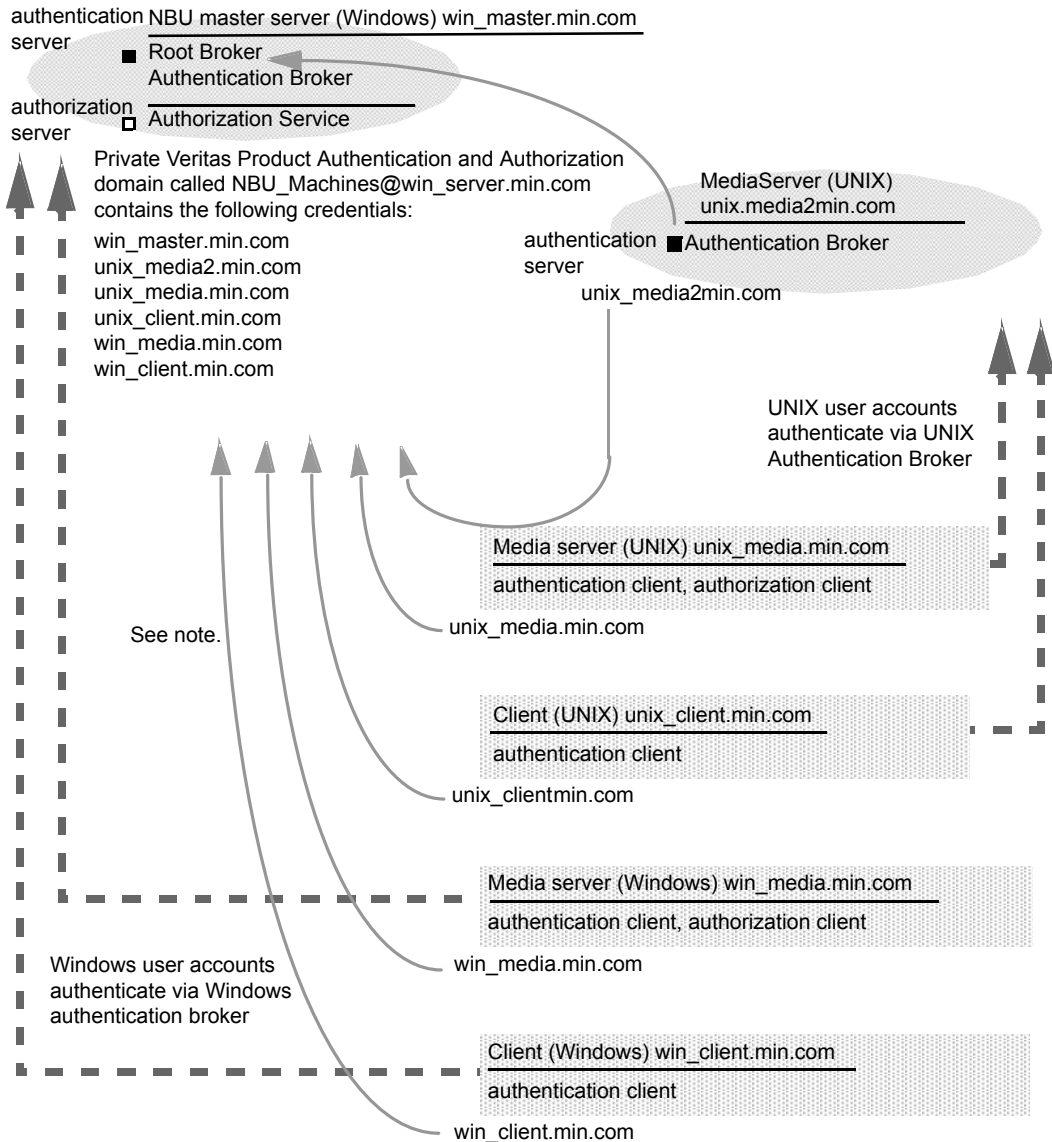 authentication
server
NBU master server (Windows) win_master.min.com
Root Broker
Authentication Broker
authorization
server
Authorization Service
Private Veritas Product Authentication and Authorization
domain called NBU_Machines@win_server.min.com
contains the following credentials:
win_master.min.com
unix_media2.min.com
unix_media.min.com
unix_client.min.com
win_media.min.com
win_client.min.com
MediaServer (UNIX)
unix.media2min.com
authentication
server
Authentication Broker
unix_media2min.com
UNIX user accounts
authenticate via UNIX
Authentication Broker
Media server (UNIX) unix_media.min.com
authentication client, authorization client
unix_media.min.com
See note.
Client (UNIX) unix_client.min.com
authentication client
unix_clientmin.com
Media server (Windows) win_media.min.com
authentication client, authorization client
win_media.min.com
Windows user accounts
authenticate via Windows
authentication broker
Client (Windows) win_client.min.com
authentication client
win_client.min.com